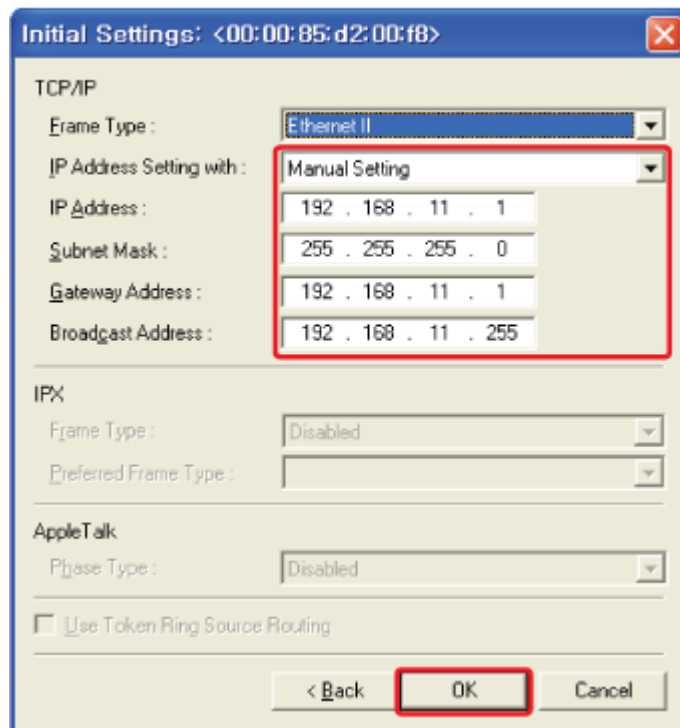 Initial Settings: <00:00:85:d2:00:f8>
TCP/IP
Frame Type : Ethernet II
IP Address Setting with : Manual Setting
IP Address : 192 . 168 . 11 . 1
Subnet Mask : 255 . 255 . 255 . 0
Gateway Address : 192 . 168 . 11 . 1
Broadcast Address : 192 . 168 . 11 . 255
IPX
Frame Type : Disabled
Preferred Frame Type :
AppleTalk
Phase Type : Disabled
Use Token Ring Source Routing
< Back OK Cancel